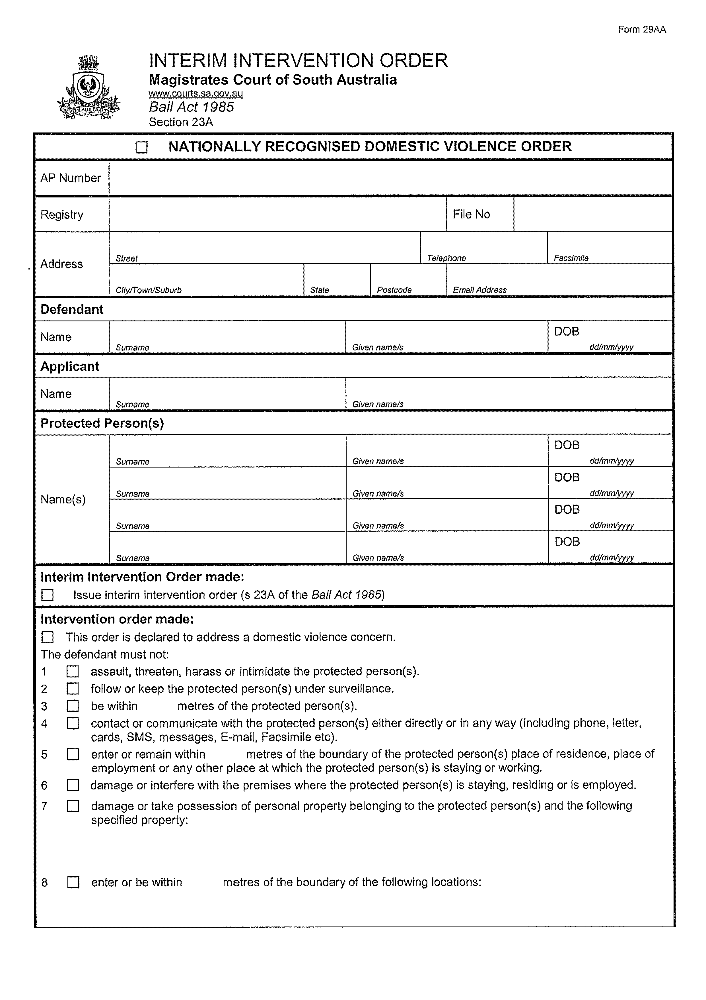 Form 29AA
INTERIM INTERVENTION ORDER
Magistrates Court of South Australia
www.courts.sa.gov.au
Bail Act 1985
Section 23A
☐ NATIONALLY RECOGNISED DOMESTIC VIOLENCE ORDER
AP Number
Registry File No
Address
Street Telephone Facsimile
City/Town/Suburb State Postcode Email Address
Defendant
Name DOB
Surname Given name/s dd/mm/yyyy
Applicant
Name
Surname Given name/s
Protected Person(s)
DOB
Surname Given name/s dd/mm/yyyy
DOB
Surname Given name/s dd/mm/yyyy
Name(s)
DOB
Surname Given name/s dd/mm/yyyy
DOB
Surname Given name/s dd/mm/yyyy
Interim Intervention Order made:
☐ Issue interim intervention order (s 23A of the Bail Act 1985)
Intervention order made:
☐ This order is declared to address a domestic violence concern.
The defendant must not:
1 ☐ assault, threaten, harass or intimidate the protected person(s).
2 ☐ follow or keep the protected person(s) under surveillance.
3 ☐ be within metres of the protected person(s).
4 ☐ contact or communicate with the protected person(s) either directly or in any way (including phone, letter,
cards, SMS, messages, E-mail, Facsimile etc).
5 ☐ enter or remain within metres of the boundary of the protected person(s) place of residence, place of
employment or any other place at which the protected person(s) is staying or working.
6 ☐ damage or interfere with the premises where the protected person(s) is staying, residing or is employed.
7 ☐ damage or take possession of personal property belonging to the protected person(s) and the following
specified property:
8 ☐ enter or be within metres of the boundary of the following locations: